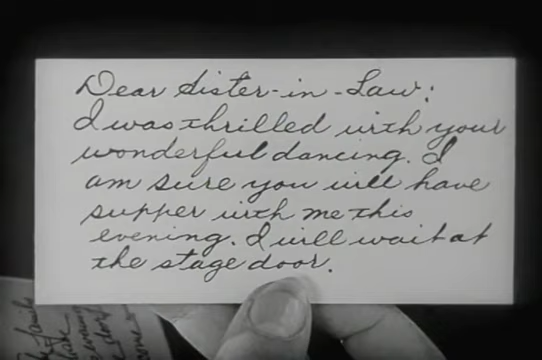 Dear Sister-in-Law:
I was thrilled with your
wonderful dancing. I
am sure you will have
supper with me this
evening. I will wait at
the stage door.